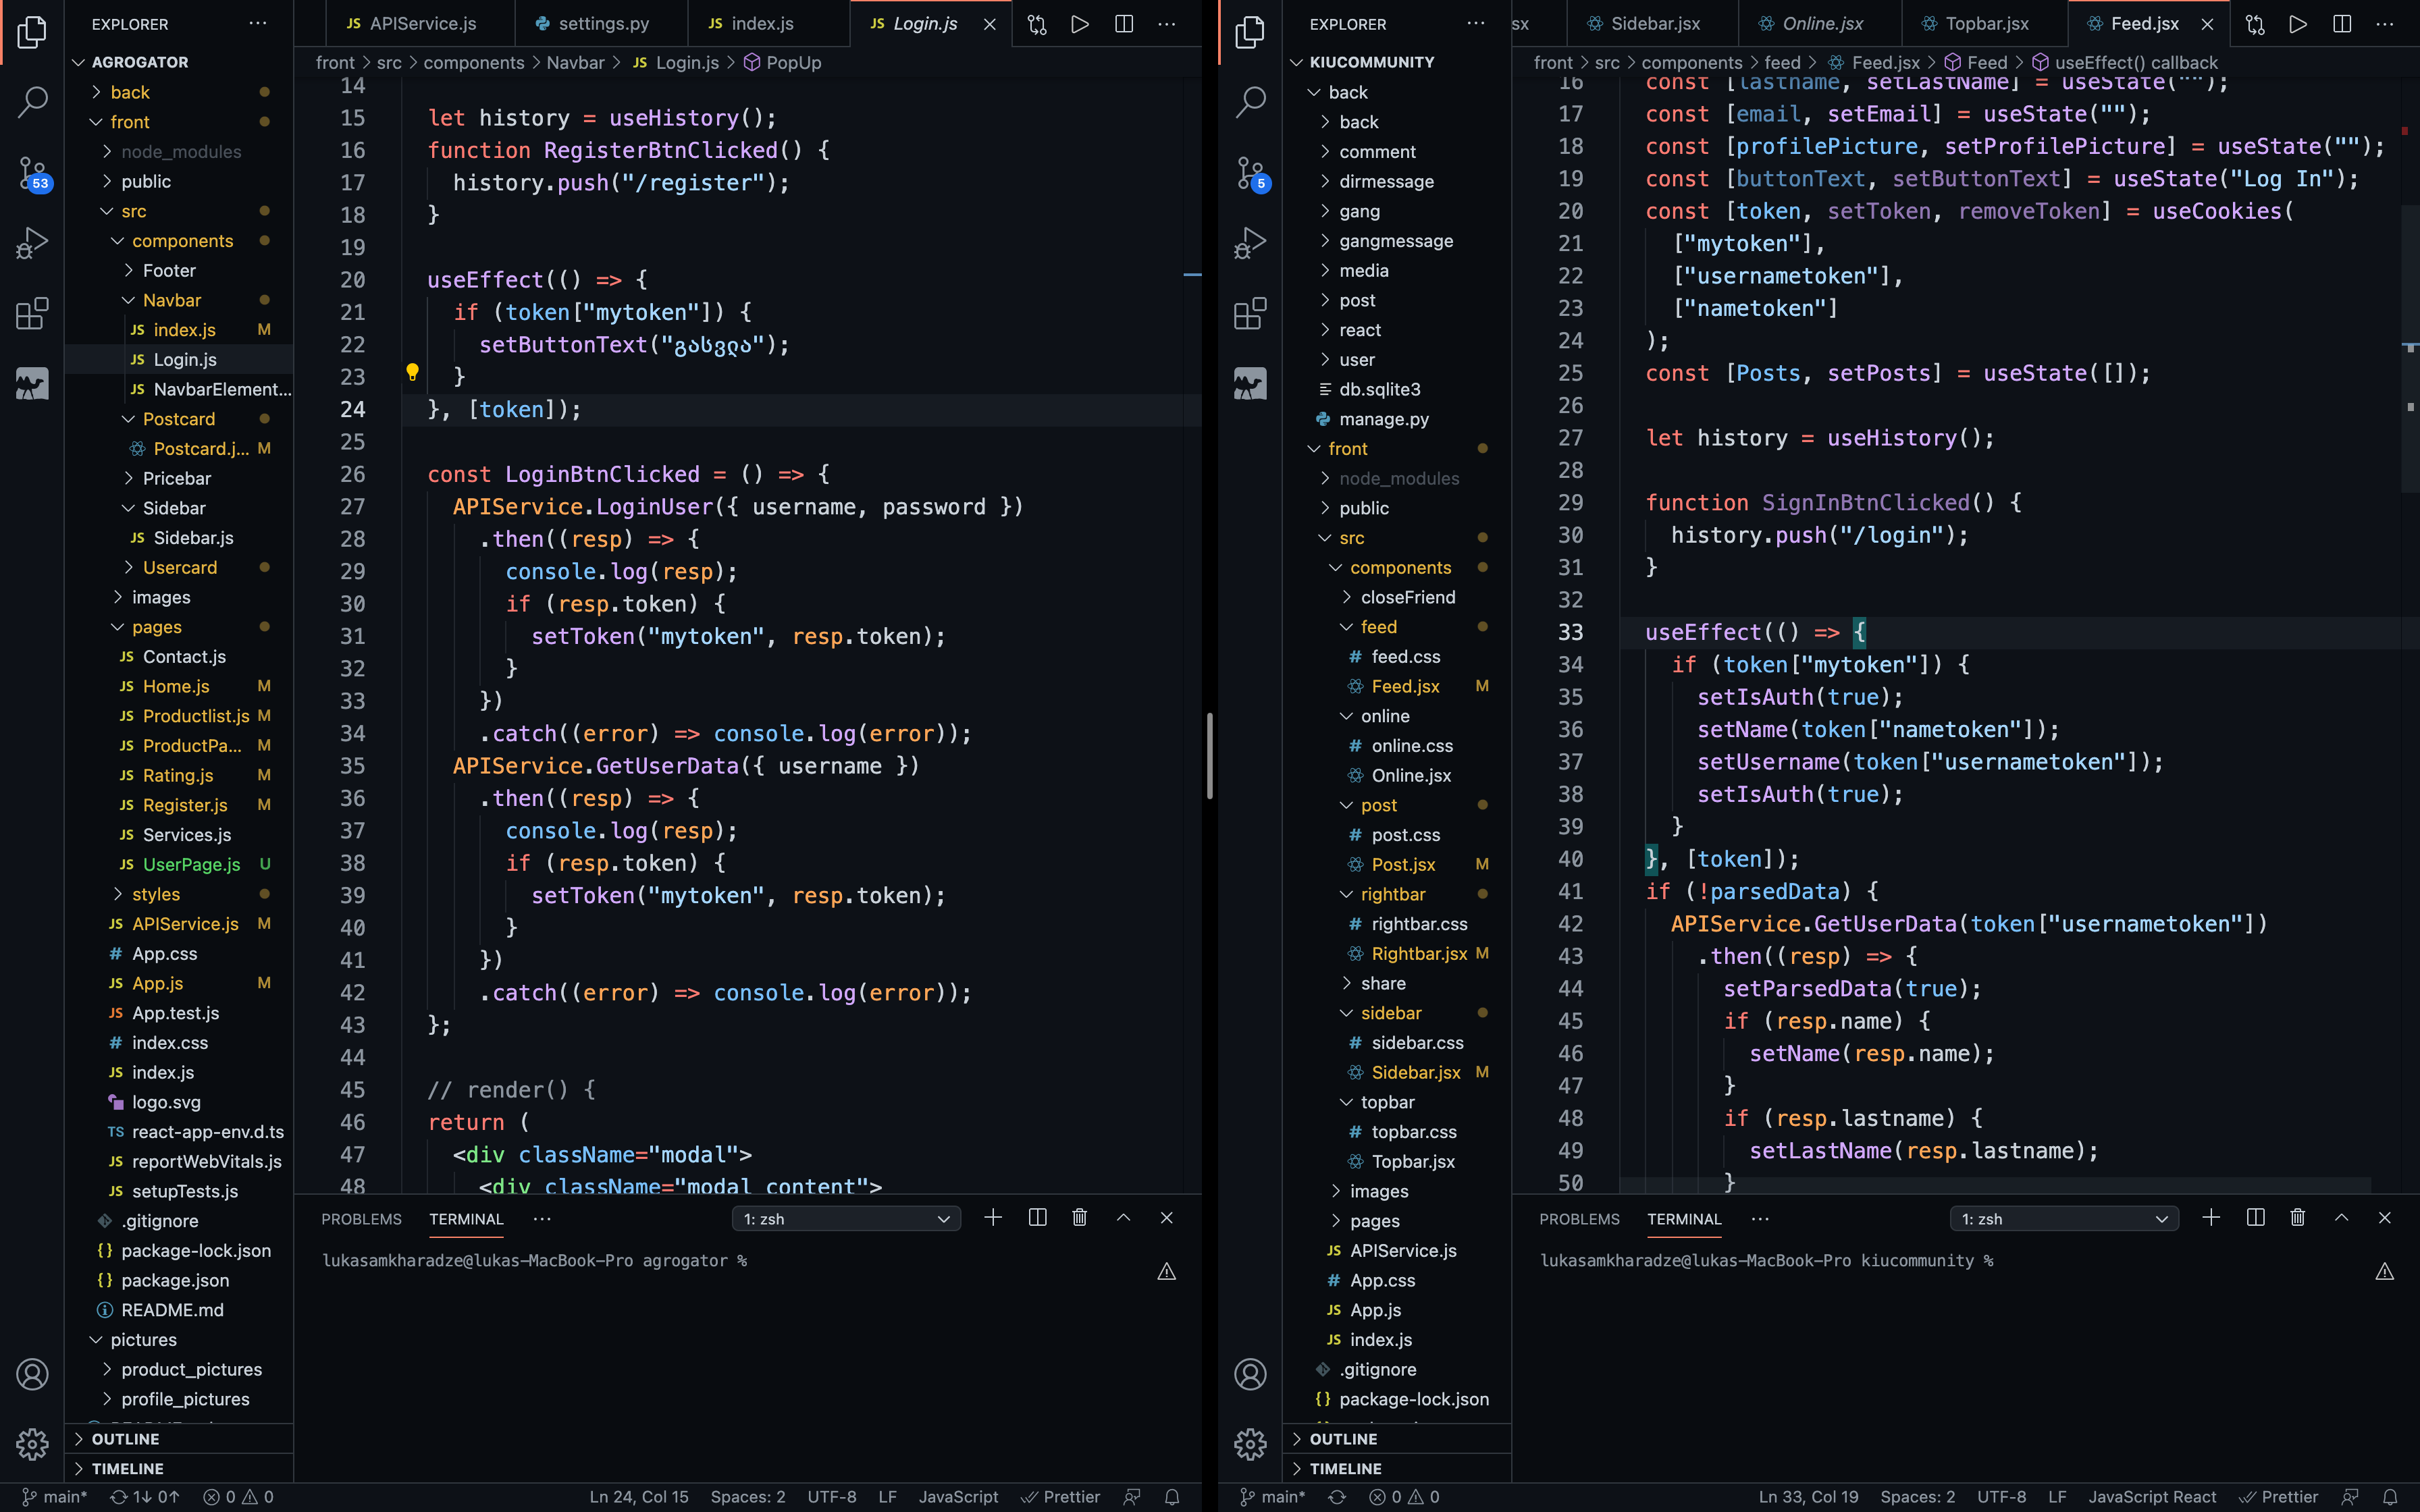 EXPLORER
AGROGATOR
back
front
node_modules
public
src
components
Footer
Navbar
JS index.js M
JS Login.js
JS NavbarElement...
Postcard
Postcard.j... M
Pricebar
Sidebar
JS Sidebar.js
Usercard
images
pages
JS Contact.js
JS Home.js M
JS Productlist.js M
JS ProductPa... M
JS Rating.js M
JS Register.js M
JS Services.js
JS UserPage.js U
styles
JS APIService.js M
# App.css
JS App.js M
JS App.test.js
# index.css
JS index.js
logo.svg
TS react-app-env.d.ts
JS reportWebVitals.js
JS setupTests.js
.gitignore
{} package-lock.json
{} package.json
README.md
pictures
product_pictures
profile_pictures
OUTLINE
TIMELINE
53
JS APIService.js
settings.py
JS index.js
JS Login.js
front > src > components > Navbar > JS Login.js > PopUp
14
15 let history = useHistory();
16 function RegisterBtnClicked() {
17 history.push("/register");
18 }
19
20 useEffect(() => {
21 if (token["mytoken"]) {
22 setButtonText("გასვლა");
23 }
24 }, [token]);
25
26 const LoginBtnClicked = () => {
27 APIService.LoginUser({ username, password })
28 .then((resp) => {
29 console.log(resp);
30 if (resp.token) {
31 setToken("mytoken", resp.token);
32 }
33 })
34 .catch((error) => console.log(error));
35 APIService.GetUserData({ username })
36 .then((resp) => {
37 console.log(resp);
38 if (resp.token) {
39 setToken("mytoken", resp.token);
40 }
41 })
42 .catch((error) => console.log(error));
43 };
44
45 // render() {
46 return (
47 <div className="modal">
48 <div className="modal content">
PROBLEMS TERMINAL ... 1: zsh
lukasamkharadze@lukas-MacBook-Pro agrogator %
main* 1↓ 0↑ 0 0 Ln 24, Col 15 Spaces: 2 UTF-8 LF JavaScript Prettier
EXPLORER
KIUCOMMUNITY
back
back
comment
dirmessage
gang
gangmessage
media
post
react
user
db.sqlite3
manage.py
front
node_modules
public
src
components
closeFriend
feed
# feed.css
Feed.jsx M
online
# online.css
Online.jsx
post
# post.css
Post.jsx M
rightbar
# rightbar.css
Rightbar.jsx M
share
sidebar
# sidebar.css
Sidebar.jsx M
topbar
# topbar.css
Topbar.jsx
images
pages
JS APIService.js
# App.css
JS App.js
JS index.js
.gitignore
{} package-lock.json
OUTLINE
TIMELINE
5
sx
Sidebar.jsx
Online.jsx
Topbar.jsx
Feed.jsx
front > src > components > feed > Feed.jsx > Feed > useEffect() callback
16 const [lastname, setLastName] = useState("");
17 const [email, setEmail] = useState("");
18 const [profilePicture, setProfilePicture] = useState("");
19 const [buttonText, setButtonText] = useState("Log In");
20 const [token, setToken, removeToken] = useCookies(
21 ["mytoken"],
22 ["usernametoken"],
23 ["nametoken"]
24 );
25 const [Posts, setPosts] = useState([]);
26
27 let history = useHistory();
28
29 function SignInBtnClicked() {
30 history.push("/login");
31 }
32
33 useEffect(() => {
34 if (token["mytoken"]) {
35 setIsAuth(true);
36 setName(token["nametoken"]);
37 setUsername(token["usernametoken"]);
38 setIsAuth(true);
39 }
40 }, [token]);
41 if (!parsedData) {
42 APIService.GetUserData(token["usernametoken"])
43 .then((resp) => {
44 setParsedData(true);
45 if (resp.name) {
46 setName(resp.name);
47 }
48 if (resp.lastname) {
49 setLastName(resp.lastname);
50 }
PROBLEMS TERMINAL ... 1: zsh
lukasamkharadze@lukas-MacBook-Pro kiucommunity %
main* 0 0 Ln 33, Col 19 Spaces: 2 UTF-8 LF JavaScript React Prettier